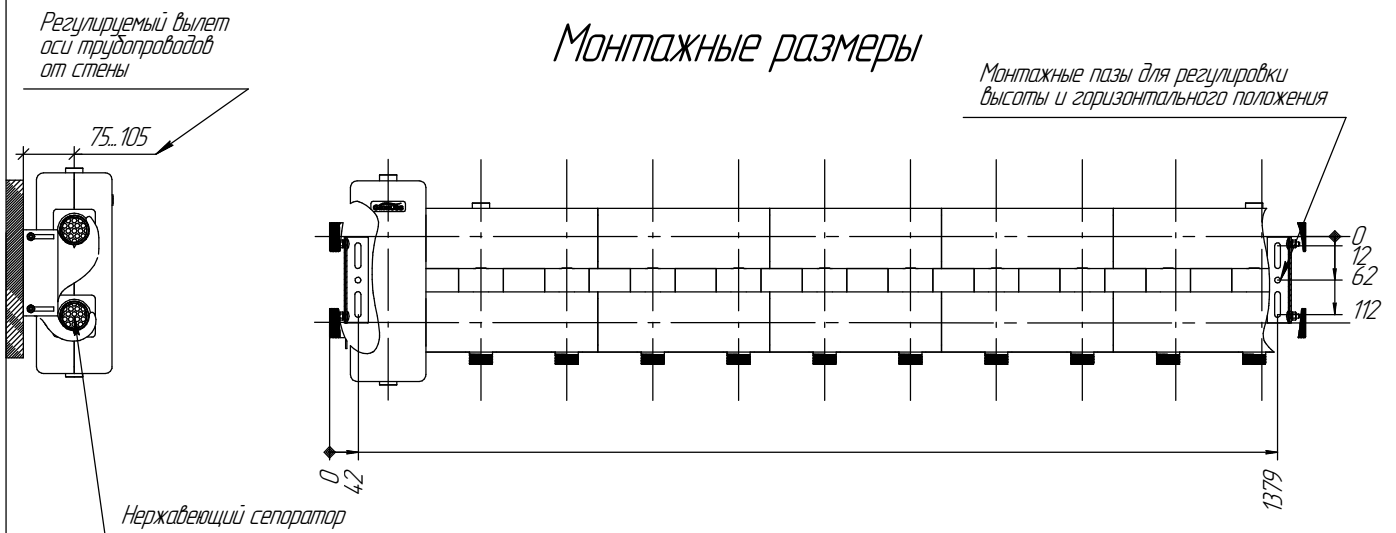 Монтажные размеры
Регулируемый вылет
оси трубопроводов
от стены
75...105
Монтажные пазы для регулировки
высоты и горизонтального положения
0
12
62
112
0
42
1379
Нержавеющий сепоратор